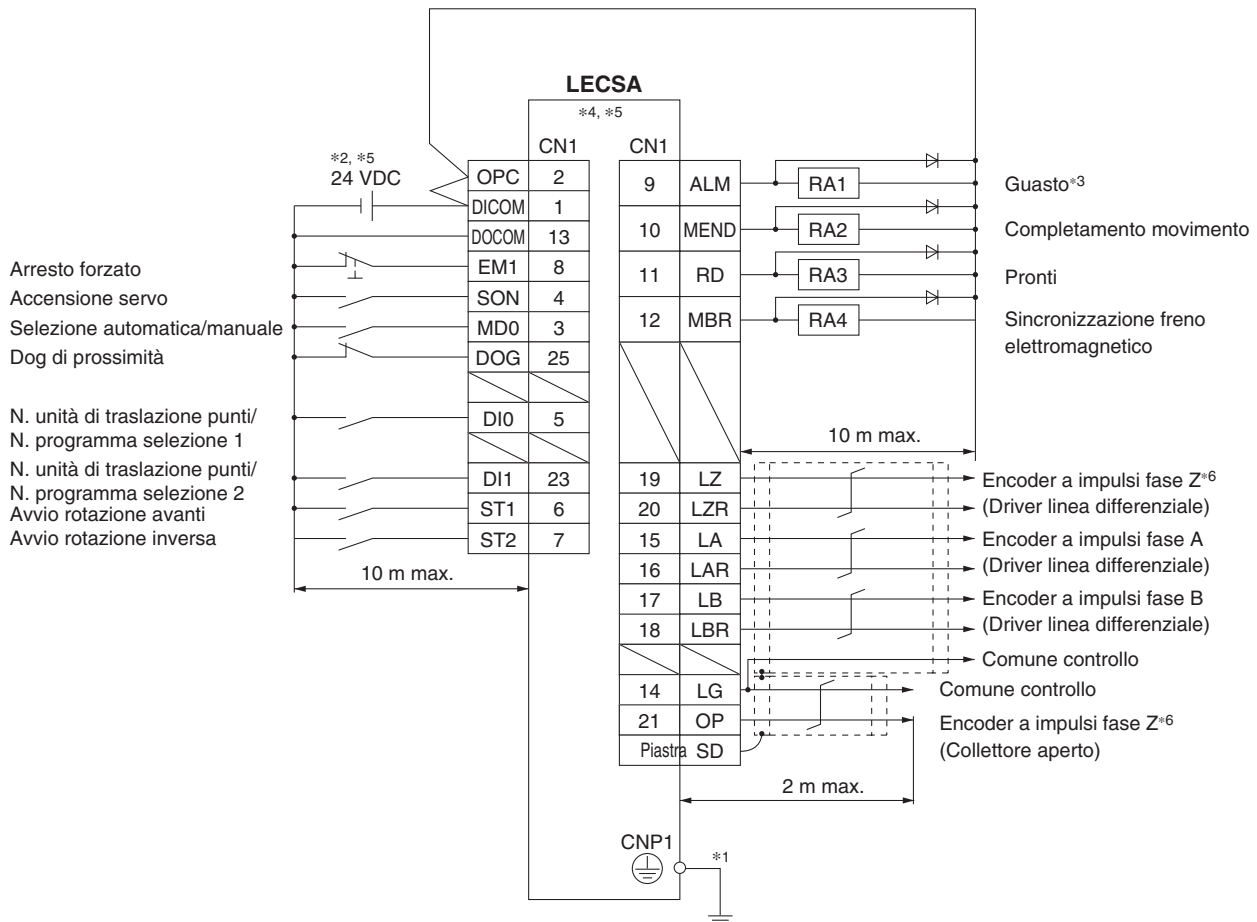 LECSA
*4, *5
CN1
CN1
*2, *5
24 VDC
OPC 2
DICOM 1
DOCOM 13
Arresto forzato
EM1 8
Accensione servo
SON 4
Selezione automatica/manuale
MD0 3
Dog di prossimità
DOG 25
N. unità di traslazione punti/
N. programma selezione 1
DI0 5
N. unità di traslazione punti/
N. programma selezione 2
DI1 23
Avvio rotazione avanti
ST1 6
Avvio rotazione inversa
ST2 7
10 m max.
9 ALM RA1 Guasto*3
10 MEND RA2 Completamento movimento
11 RD RA3 Pronti
12 MBR RA4 Sincronizzazione freno
elettromagnetico
10 m max.
19 LZ Encoder a impulsi fase Z*6
20 LZR (Driver linea differenziale)
15 LA Encoder a impulsi fase A
16 LAR (Driver linea differenziale)
17 LB Encoder a impulsi fase B
18 LBR (Driver linea differenziale)
Comune controllo
14 LG Comune controllo
21 OP Encoder a impulsi fase Z*6
(Collettore aperto)
Piastra SD
2 m max.
CNP1
*1